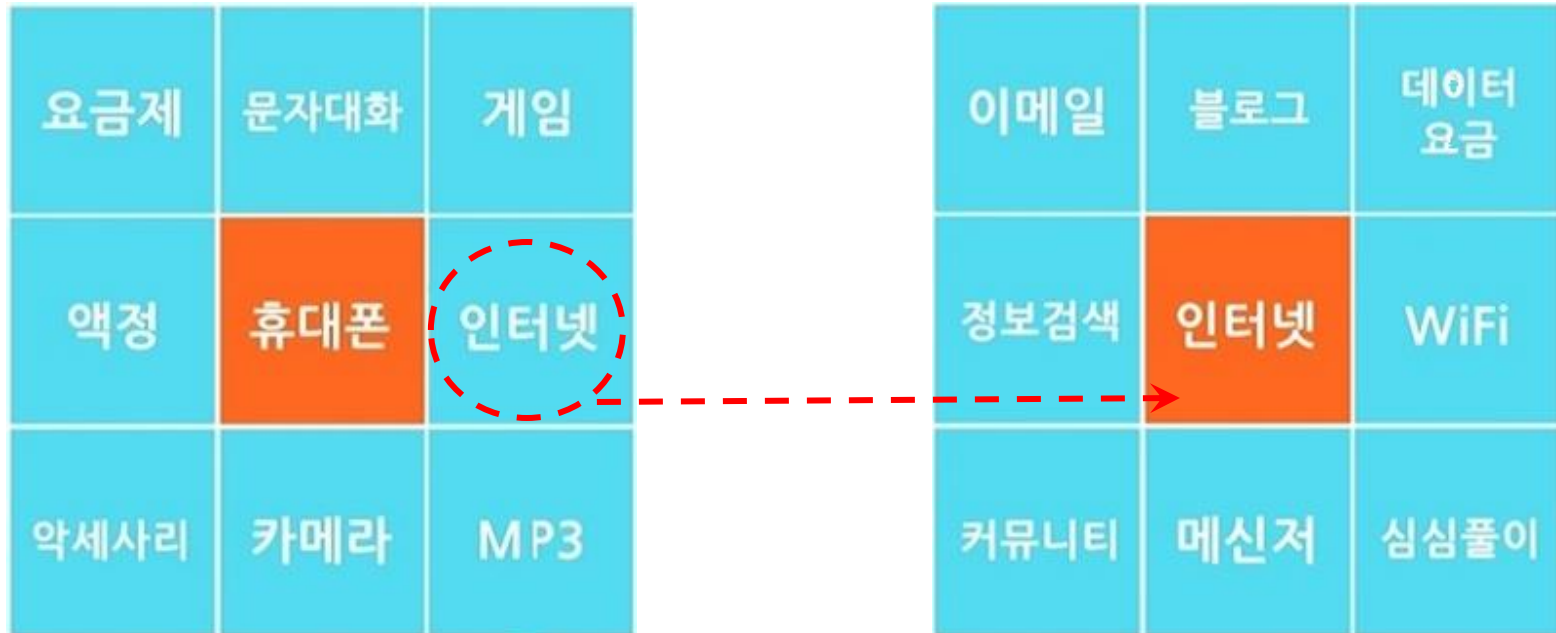 요금제
문자대화
게임
액정
휴대폰
인터넷
악세사리
카메라
MP3
이메일
블로그
데이터
요금
정보검색
인터넷
WiFi
커뮤니티
메신저
심심풀이